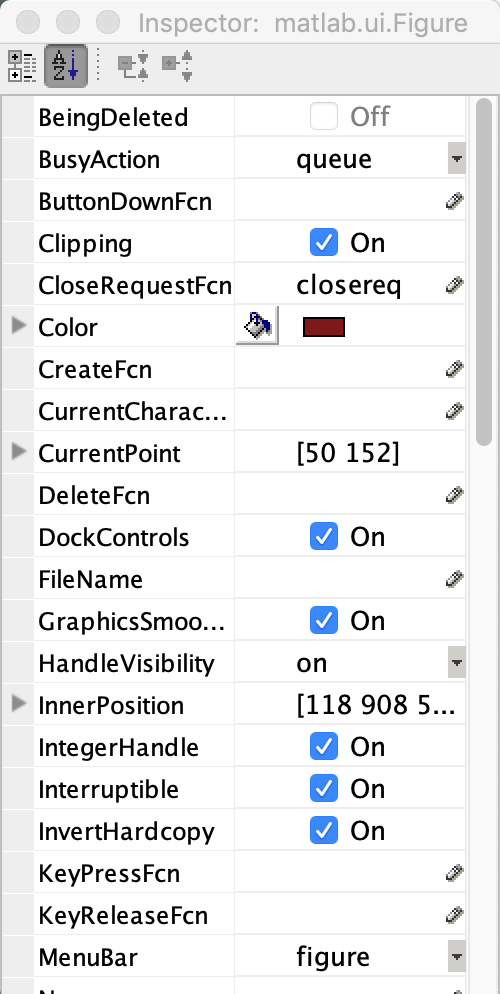 Inspector: matlab.ui.Figure
BeingDeleted Off
BusyAction queue
ButtonDownFcn
Clipping On
CloseRequestFcn closereq
Color
CreateFcn
CurrentCharac...
CurrentPoint [50 152]
DeleteFcn
DockControls On
FileName
GraphicsSmoo... On
HandleVisibility on
InnerPosition [118 908 5...
IntegerHandle On
Interruptible On
InvertHardcopy On
KeyPressFcn
KeyReleaseFcn
MenuBar figure